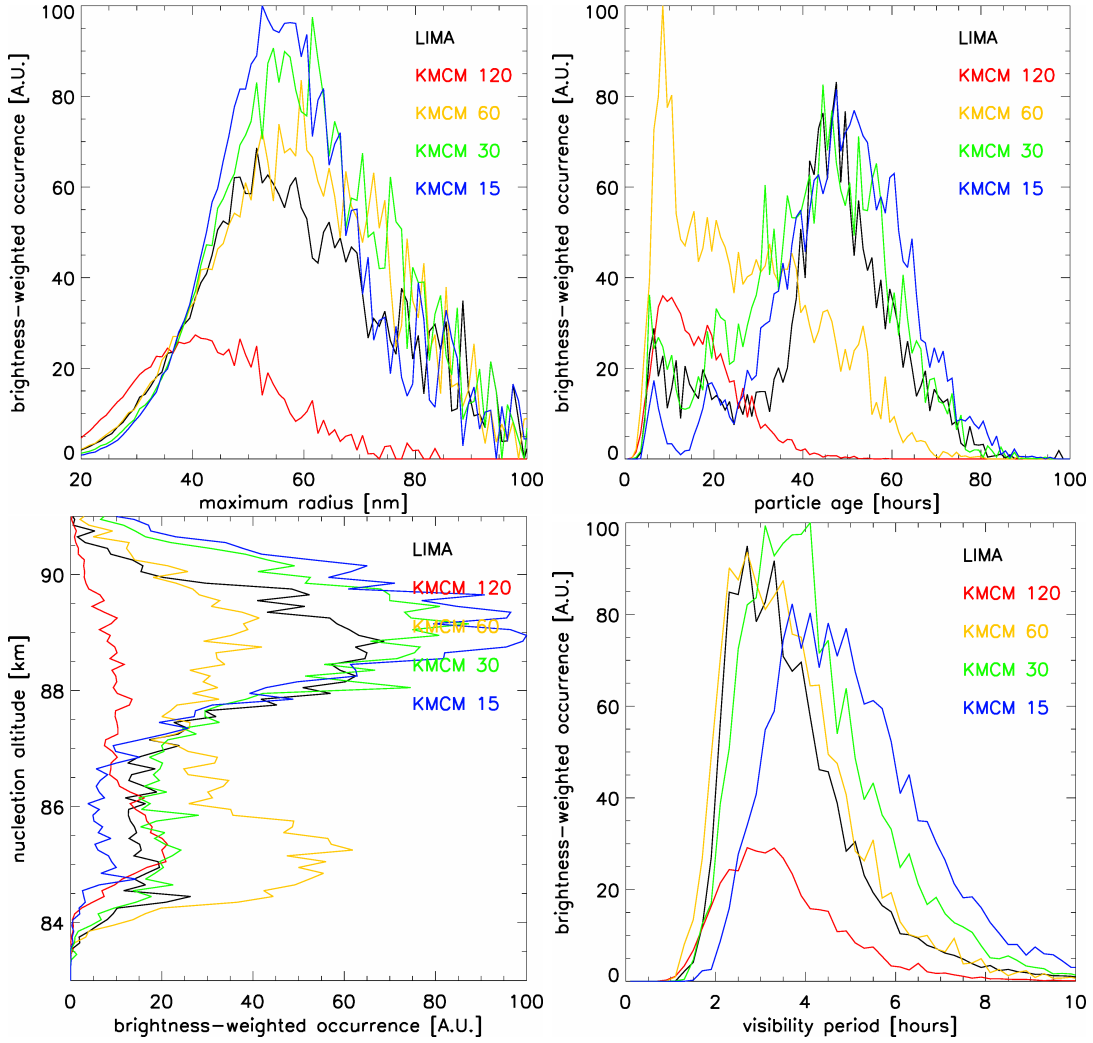 brightness-weighted occurrence [A.U.]
100
80
60
40
20
0
LIMA
KMCM 120
KMCM 60
KMCM 30
KMCM 15
20 40 60 80 100
maximum radius [nm]
brightness-weighted occurrence [A.U.]
100
80
60
40
20
0
LIMA
KMCM 120
KMCM 60
KMCM 30
KMCM 15
0 20 40 60 80 100
particle age [hours]
nucleation altitude [km]
90
88
86
84
LIMA
KMCM 120
KMCM 60
KMCM 30
KMCM 15
0 20 40 60 80 100
brightness-weighted occurrence [A.U.]
brightness-weighted occurrence [A.U.]
100
80
60
40
20
0
LIMA
KMCM 120
KMCM 60
KMCM 30
KMCM 15
0 2 4 6 8 10
visibility period [hours]